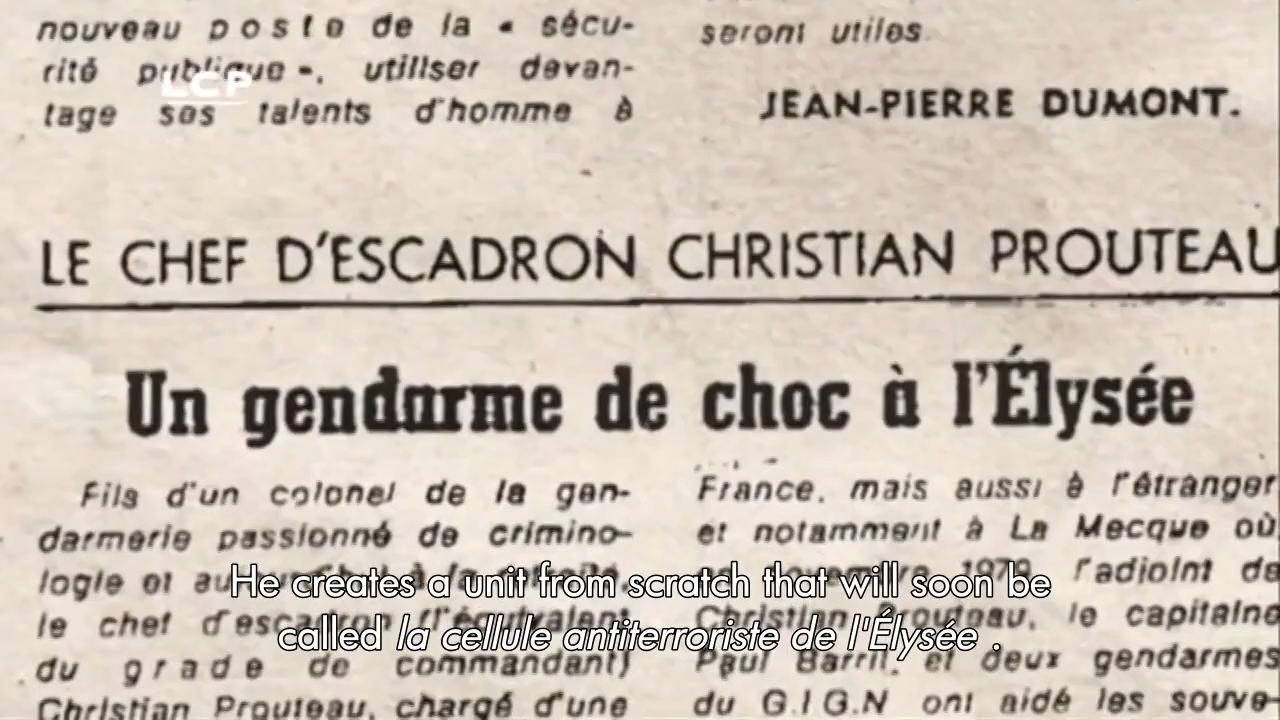 nouveau poste de la « sécu-
rité publique », utiliser davan-
tage ses talents d'homme à
seront utiles.
JEAN-PIERRE DUMONT.
LCP
LE CHEF D'ESCADRON CHRISTIAN PROUTEAU
Un gendarme de choc à l'Élysée
Fils d'un colonel de la gen-
darmerie passionné de crimino-
logie et
le chef d'escadron (l'équivalent
du grade de commandant)
Christian Prouteau, chargé d'une
France, mais aussi à l'étranger
et notamment à La Mecque où,
novembre 1979, l'adjoint de
Christian Prouteau, le capitaine
Paul Barril, et deux gendarmes
du G.I.G.N ont aidé les souve-
He creates a unit from scratch that will soon be
called la cellule antiterroriste de l'Élysée .